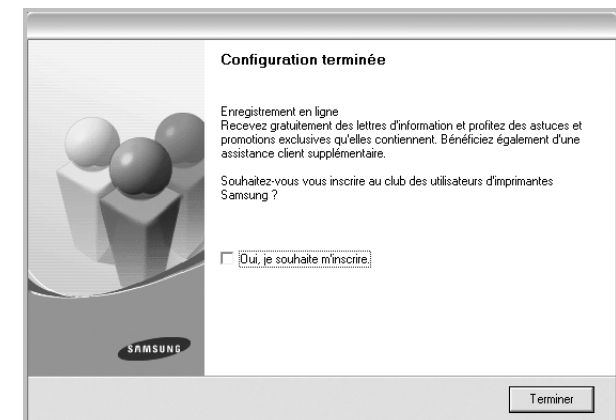 Configuration terminée
Enregistrement en ligne
Recevez gratuitement des lettres d'information et profitez des astuces et
promotions exclusives qu'elles contiennent. Bénéficiez également d'une
assistance client supplémentaire.
Souhaitez-vous vous inscrire au club des utilisateurs d'imprimantes
Samsung ?
Oui, je souhaite m'inscrire.
SAMSUNG
Terminer